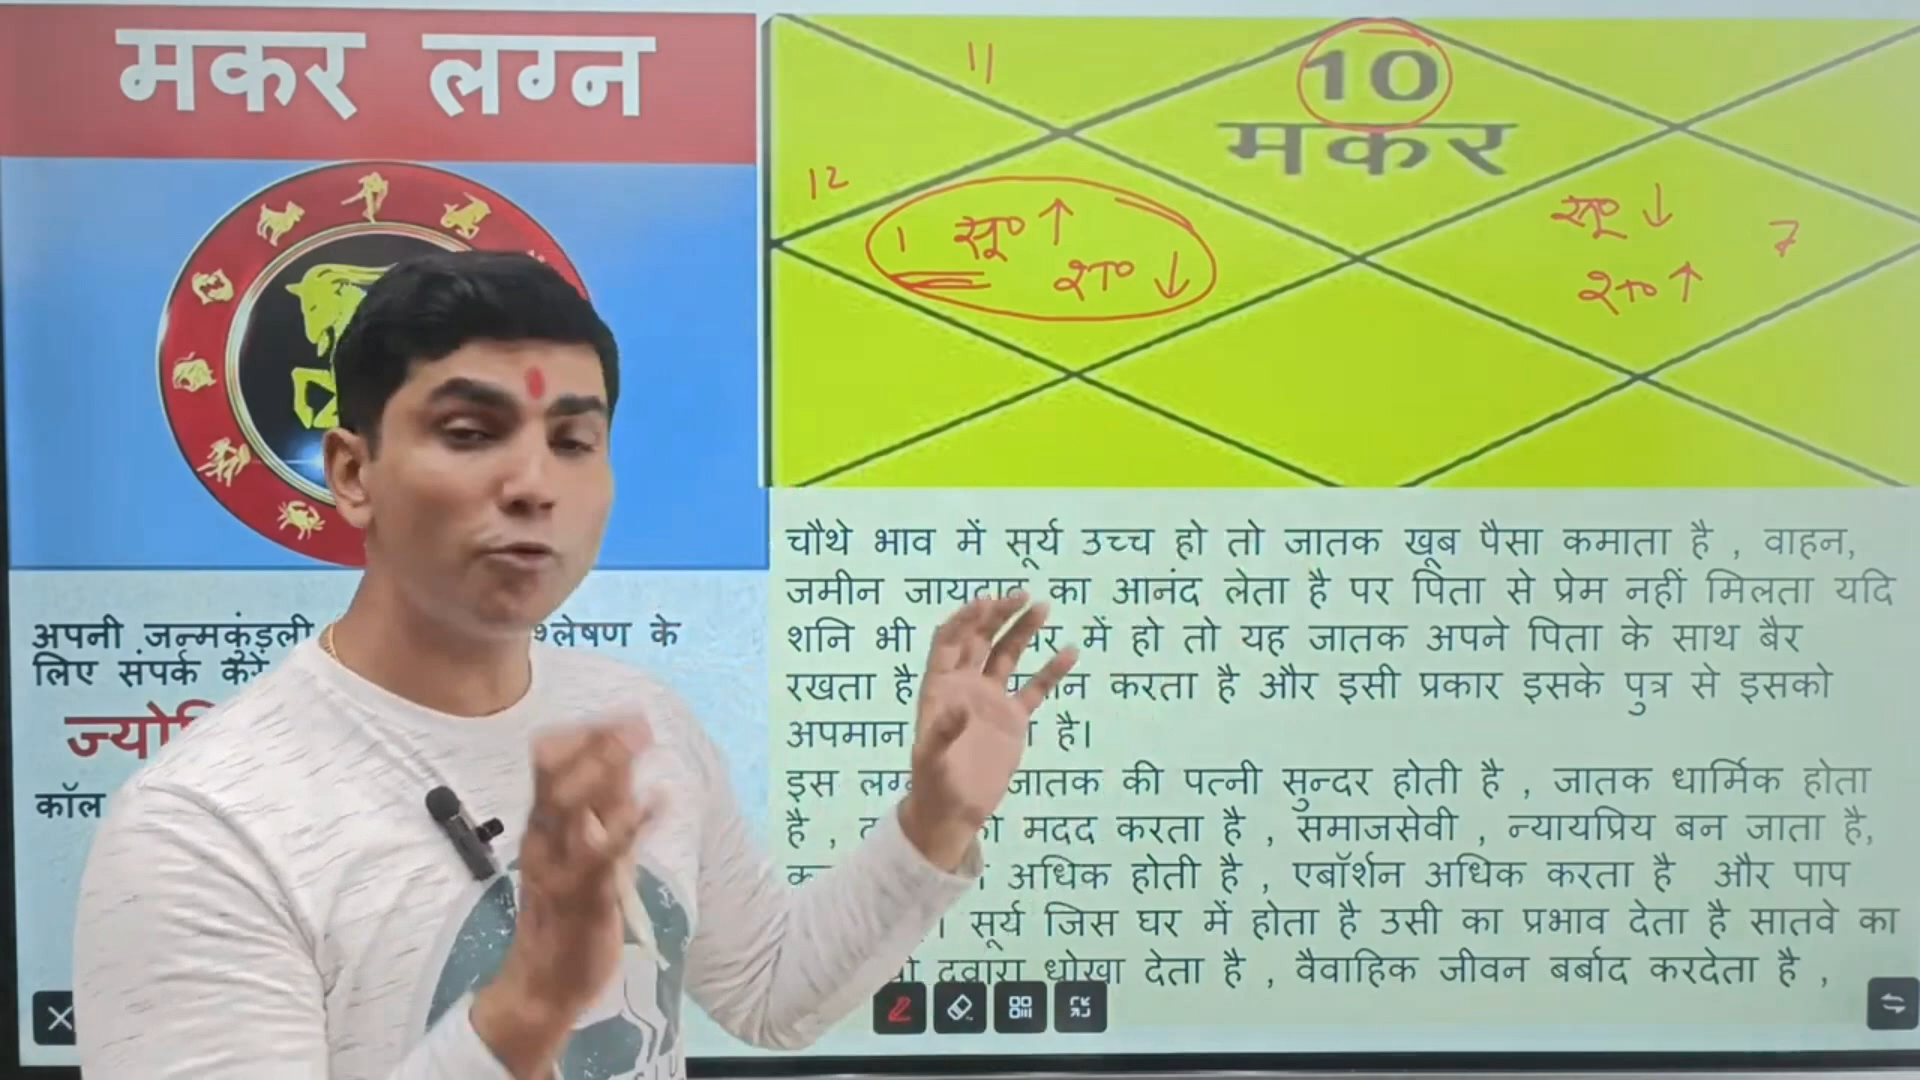 मकर लग्न
11
10
मकर
12
1 सू० ↑
श० ↓
सू० ↓
श० ↑
7
चौथे भाव में सूर्य उच्च हो तो जातक खूब पैसा कमाता है , वाहन,
जमीन जायदाद का आनंद लेता है पर पिता से प्रेम नहीं मिलता यदि
शनि भी में हो तो यह जातक अपने पिता के साथ बैर
रखता है करता है और इसी प्रकार इसके पुत्र से इसको
अपमान है।
इस जातक की पत्नी सुन्दर होती है , जातक धार्मिक होता
है , मदद करता है , समाजसेवी , न्यायप्रिय बन जाता है,
अधिक होती है , एबॉर्शन अधिक करता है और पाप
। सूर्य जिस घर में होता है उसी का प्रभाव देता है सातवे का
दवारा धोखा देता है , वैवाहिक जीवन बर्बाद करदेता है ,
अपनी जन्मकुंड़ली के
लिए संपर्क करें
कॉल